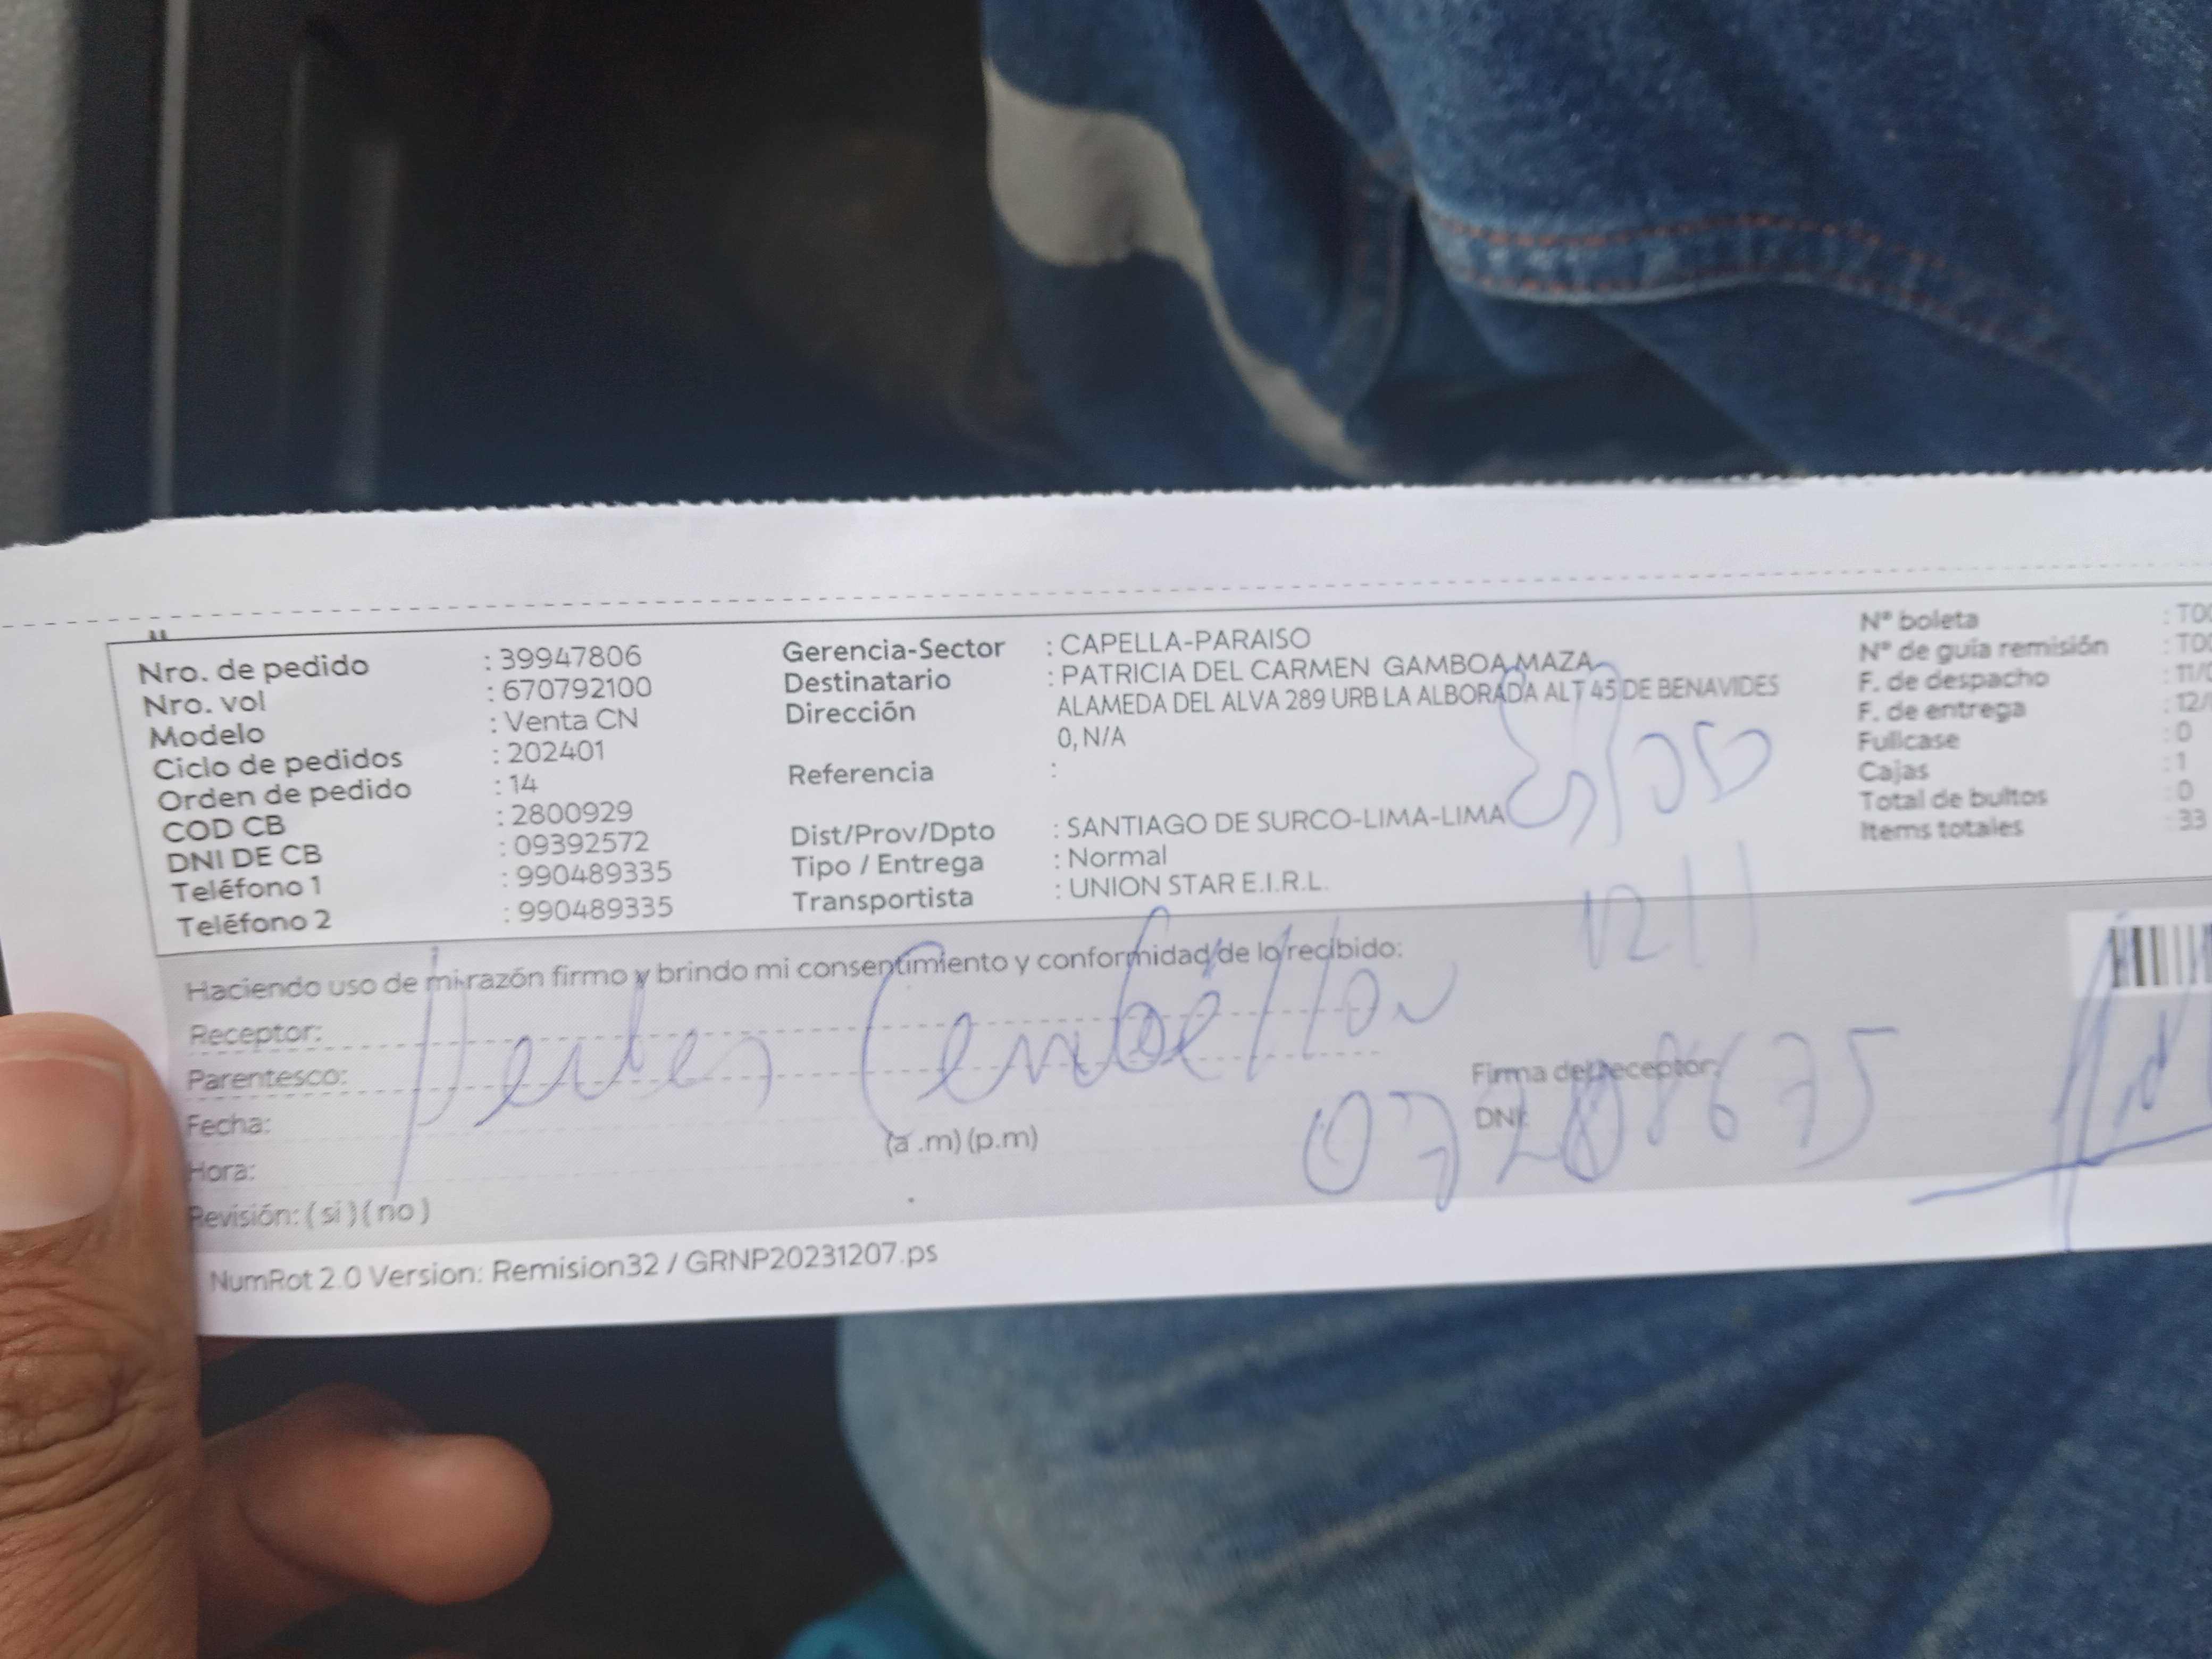 Nro. de pedido : 39947806
Nro. vol : 670792100
Modelo : Venta CN
Ciclo de pedidos : 202401
Orden de pedido : 14
COD CB : 2800929
DNI DE CB : 09392572
Teléfono 1 : 990489335
Teléfono 2 : 990489335
Gerencia-Sector : CAPELLA-PARAISO
Destinatario : PATRICIA DEL CARMEN GAMBOA MAZA
Dirección ALAMEDA DEL ALVA 289 URB LA ALBORADA ALT 45 DE BENAVIDES
0, N/A
Referencia :
Dist/Prov/Dpto : SANTIAGO DE SURCO-LIMA-LIMA
Tipo / Entrega : Normal
Transportista : UNION STAR E.I.R.L.
N° boleta
N° de guía remisión
F. de despacho
F. de entrega
Fullcase : 0
Cajas : 1
Total de bultos : 0
Items totales : 33
Haciendo uso de mi razón firmo y brindo mi consentimiento y conformidad de lo recibido:
Receptor:
Parentesco:
Firma del receptor:
Fecha:
DNI:
Hora: (a .m) (p.m)
Revisión: ( si ) ( no )
NumRot 2.0 Version: Remision32 / GRNP20231207.ps